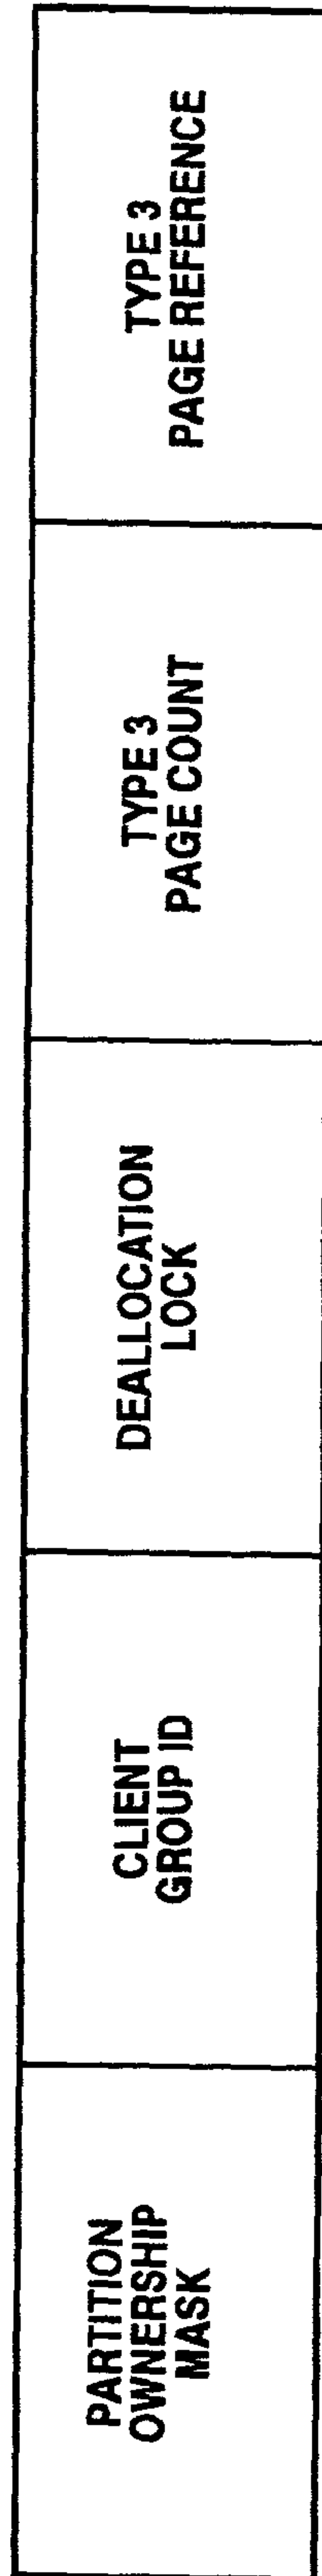 PARTITION
OWNERSHIP
MASK
CLIENT
GROUP ID
DEALLOCATION
LOCK
TYPE 3
PAGE COUNT
TYPE 3
PAGE REFERENCE